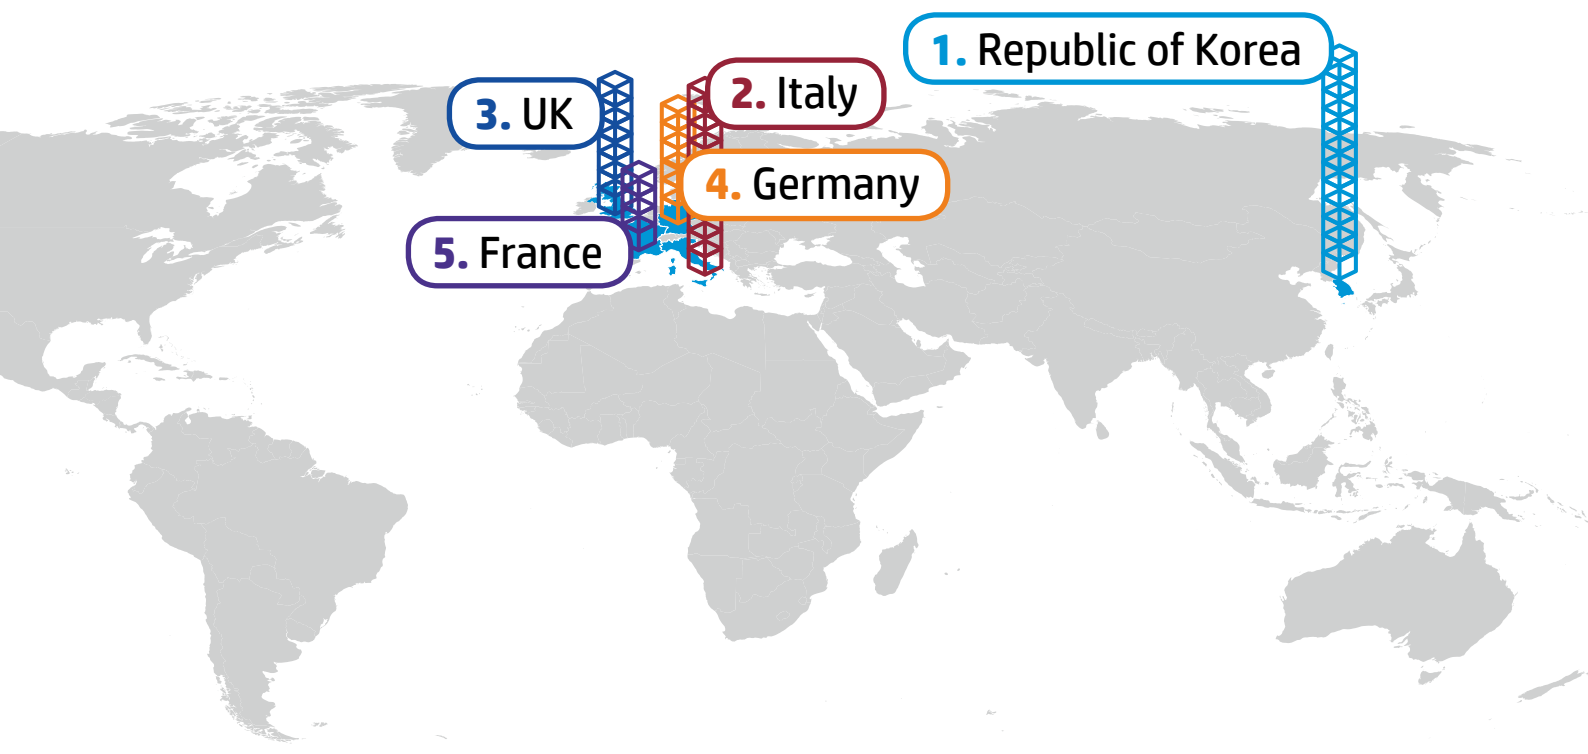 1. Republic of Korea
2. Italy
3. UK
4. Germany
5. France